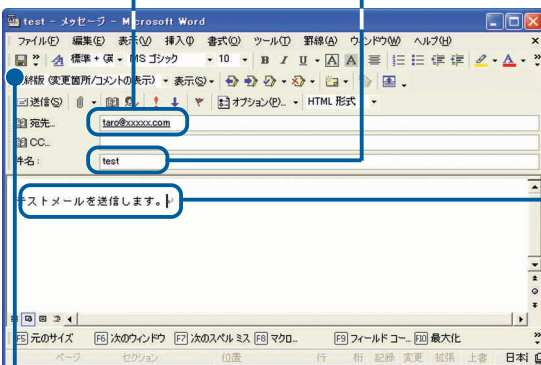 test - メッセージ - Microsoft Word
ファイル(F) 編集(E) 表示(V) 挿入(I) 書式(O) ツール(T) 罫線(A) ウィンドウ(W) ヘルプ(H)
標準 + MS ゴシック 10 B I U A A
(変更箇所/コメントの表示) 表示(S)
送信(S) オプション(P)... HTML 形式
宛先...
taro@xxxxx.com
CC...
件名:
test
テストメールを送信します。
F5 元のサイズ F6 次のウィンドウ F7 次のスペル ミス F8 マクロ... F9 フィールド コー... F10 最大化
ページ セクション 位置 行 桁 記録 変更 拡張 上書